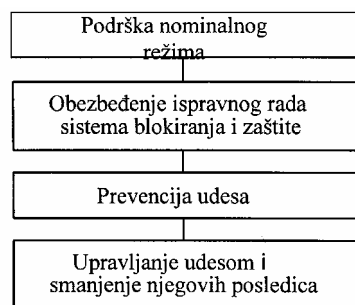 Podrška nominalnog
režima
Obezbeđenje ispravnog rada
sistema blokiranja i zaštite
Prevencija udesa
Upravljanje udesom i
smanjenje njegovih posledica